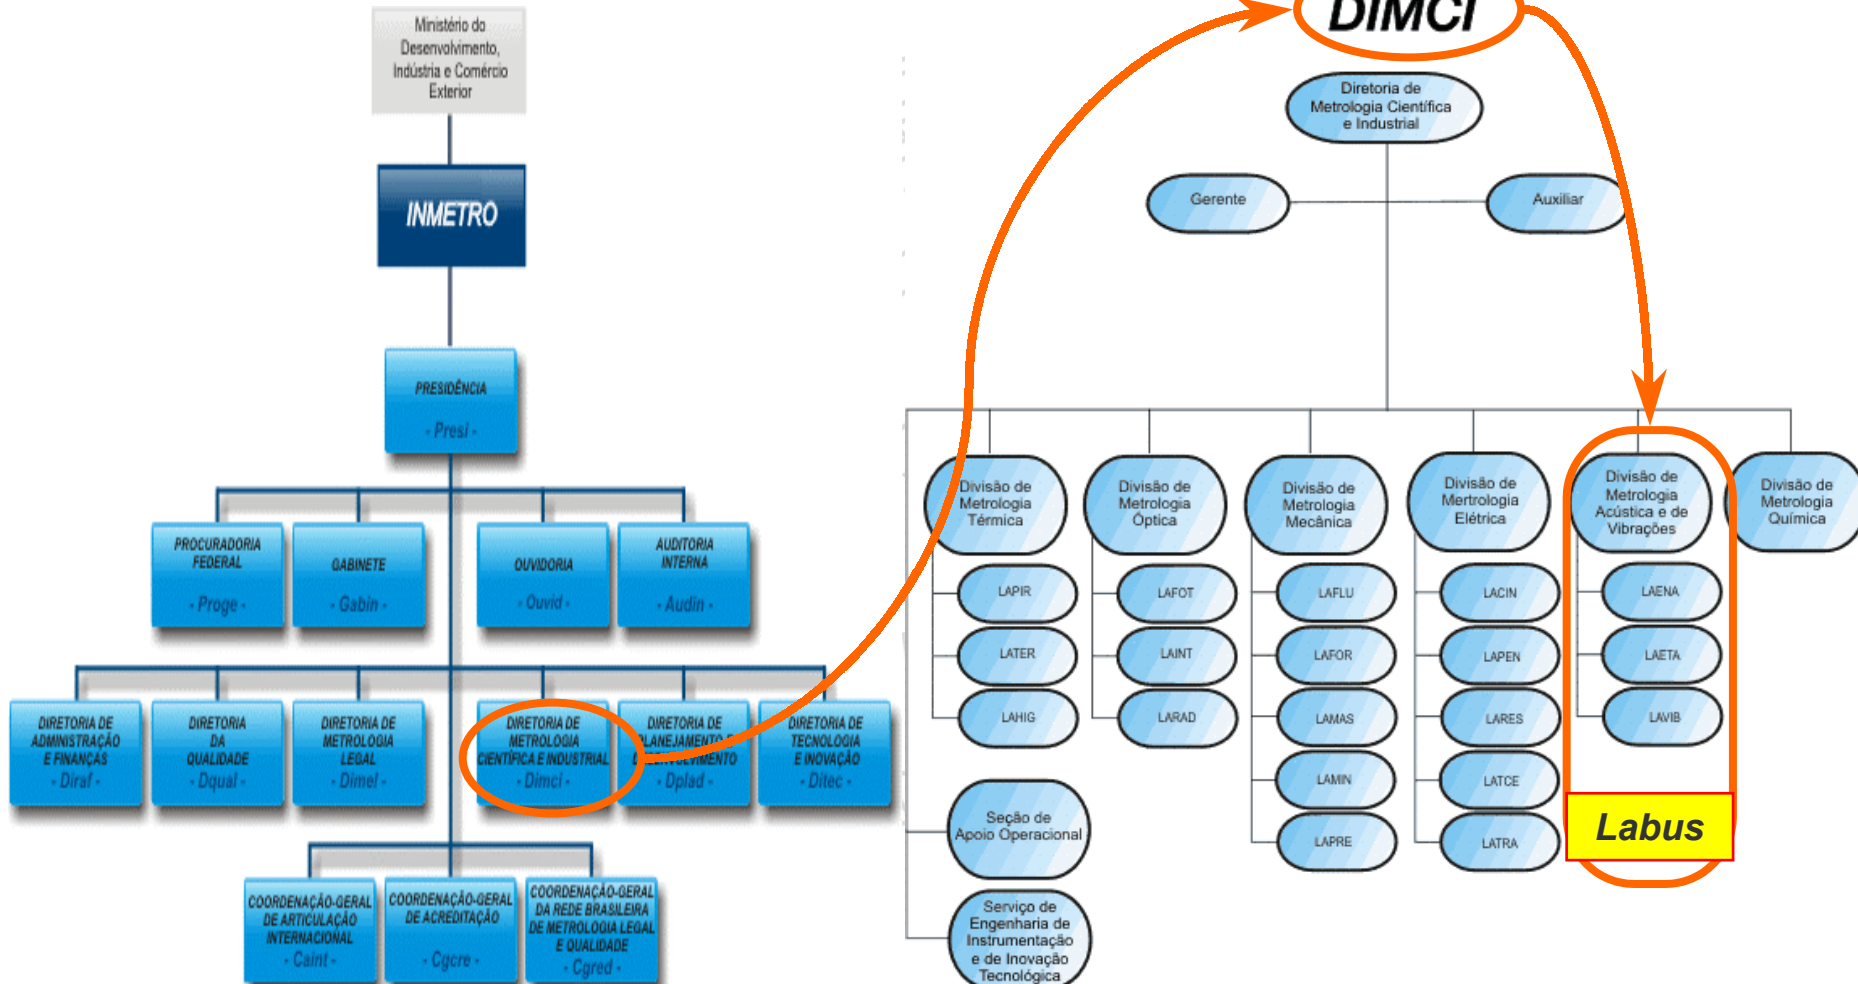 Ministério do
Desenvolvimento,
Indústria e Comércio
Exterior
INMETRO
PRESIDÊNCIA
- Presi -
PROCURADORIA
FEDERAL
- Proge -
GABINETE
- Gabin -
OUVIDORIA
- Ouvid -
AUDITORIA
INTERNA
- Audin -
DIRETORIA DE
ADMINISTRAÇÃO
E FINANÇAS
- Diraf -
DIRETORIA
DA
QUALIDADE
- Dqual -
DIRETORIA DE
METROLOGIA
LEGAL
- Dimel -
DIRETORIA DE
METROLOGIA
CIENTÍFICA E INDUSTRIAL
- Dimci -
DIRETORIA DE
PLANEJAMENTO E
DESENVOLVIMENTO
- Dplad -
DIRETORIA DE
TECNOLOGIA
E INOVAÇÃO
- Ditec -
COORDENAÇÃO-GERAL
DE ARTICULAÇÃO
INTERNACIONAL
- Caint -
COORDENAÇÃO-GERAL
DE ACREDITAÇÃO
- Cgcre -
COORDENAÇÃO-GERAL
DA REDE BRASILEIRA
DE METROLOGIA LEGAL
E QUALIDADE
- Cgred -
DIMCI
Diretoria de
Metrologia Científica
e Industrial
Gerente
Auxiliar
Divisão de
Metrologia
Térmica
LAPIR
LATER
LAHIG
Divisão de
Metrologia
Óptica
LAFOT
LAINT
LARAD
Divisão de
Metrologia
Mecânica
LAFLU
LAFOR
LAMAS
LAMIN
LAPRE
Divisão de
Mertrologia
Elétrica
LACIN
LAPEN
LARES
LATCE
LATRA
Divisão de
Metrologia
Acústica e de
Vibrações
LAENA
LAETA
LAVIB
Labus
Divisão de
Metrologia
Química
Seção de
Apoio Operacional
Serviço de
Engenharia de
Instrumentação
e de Inovação
Tecnológica